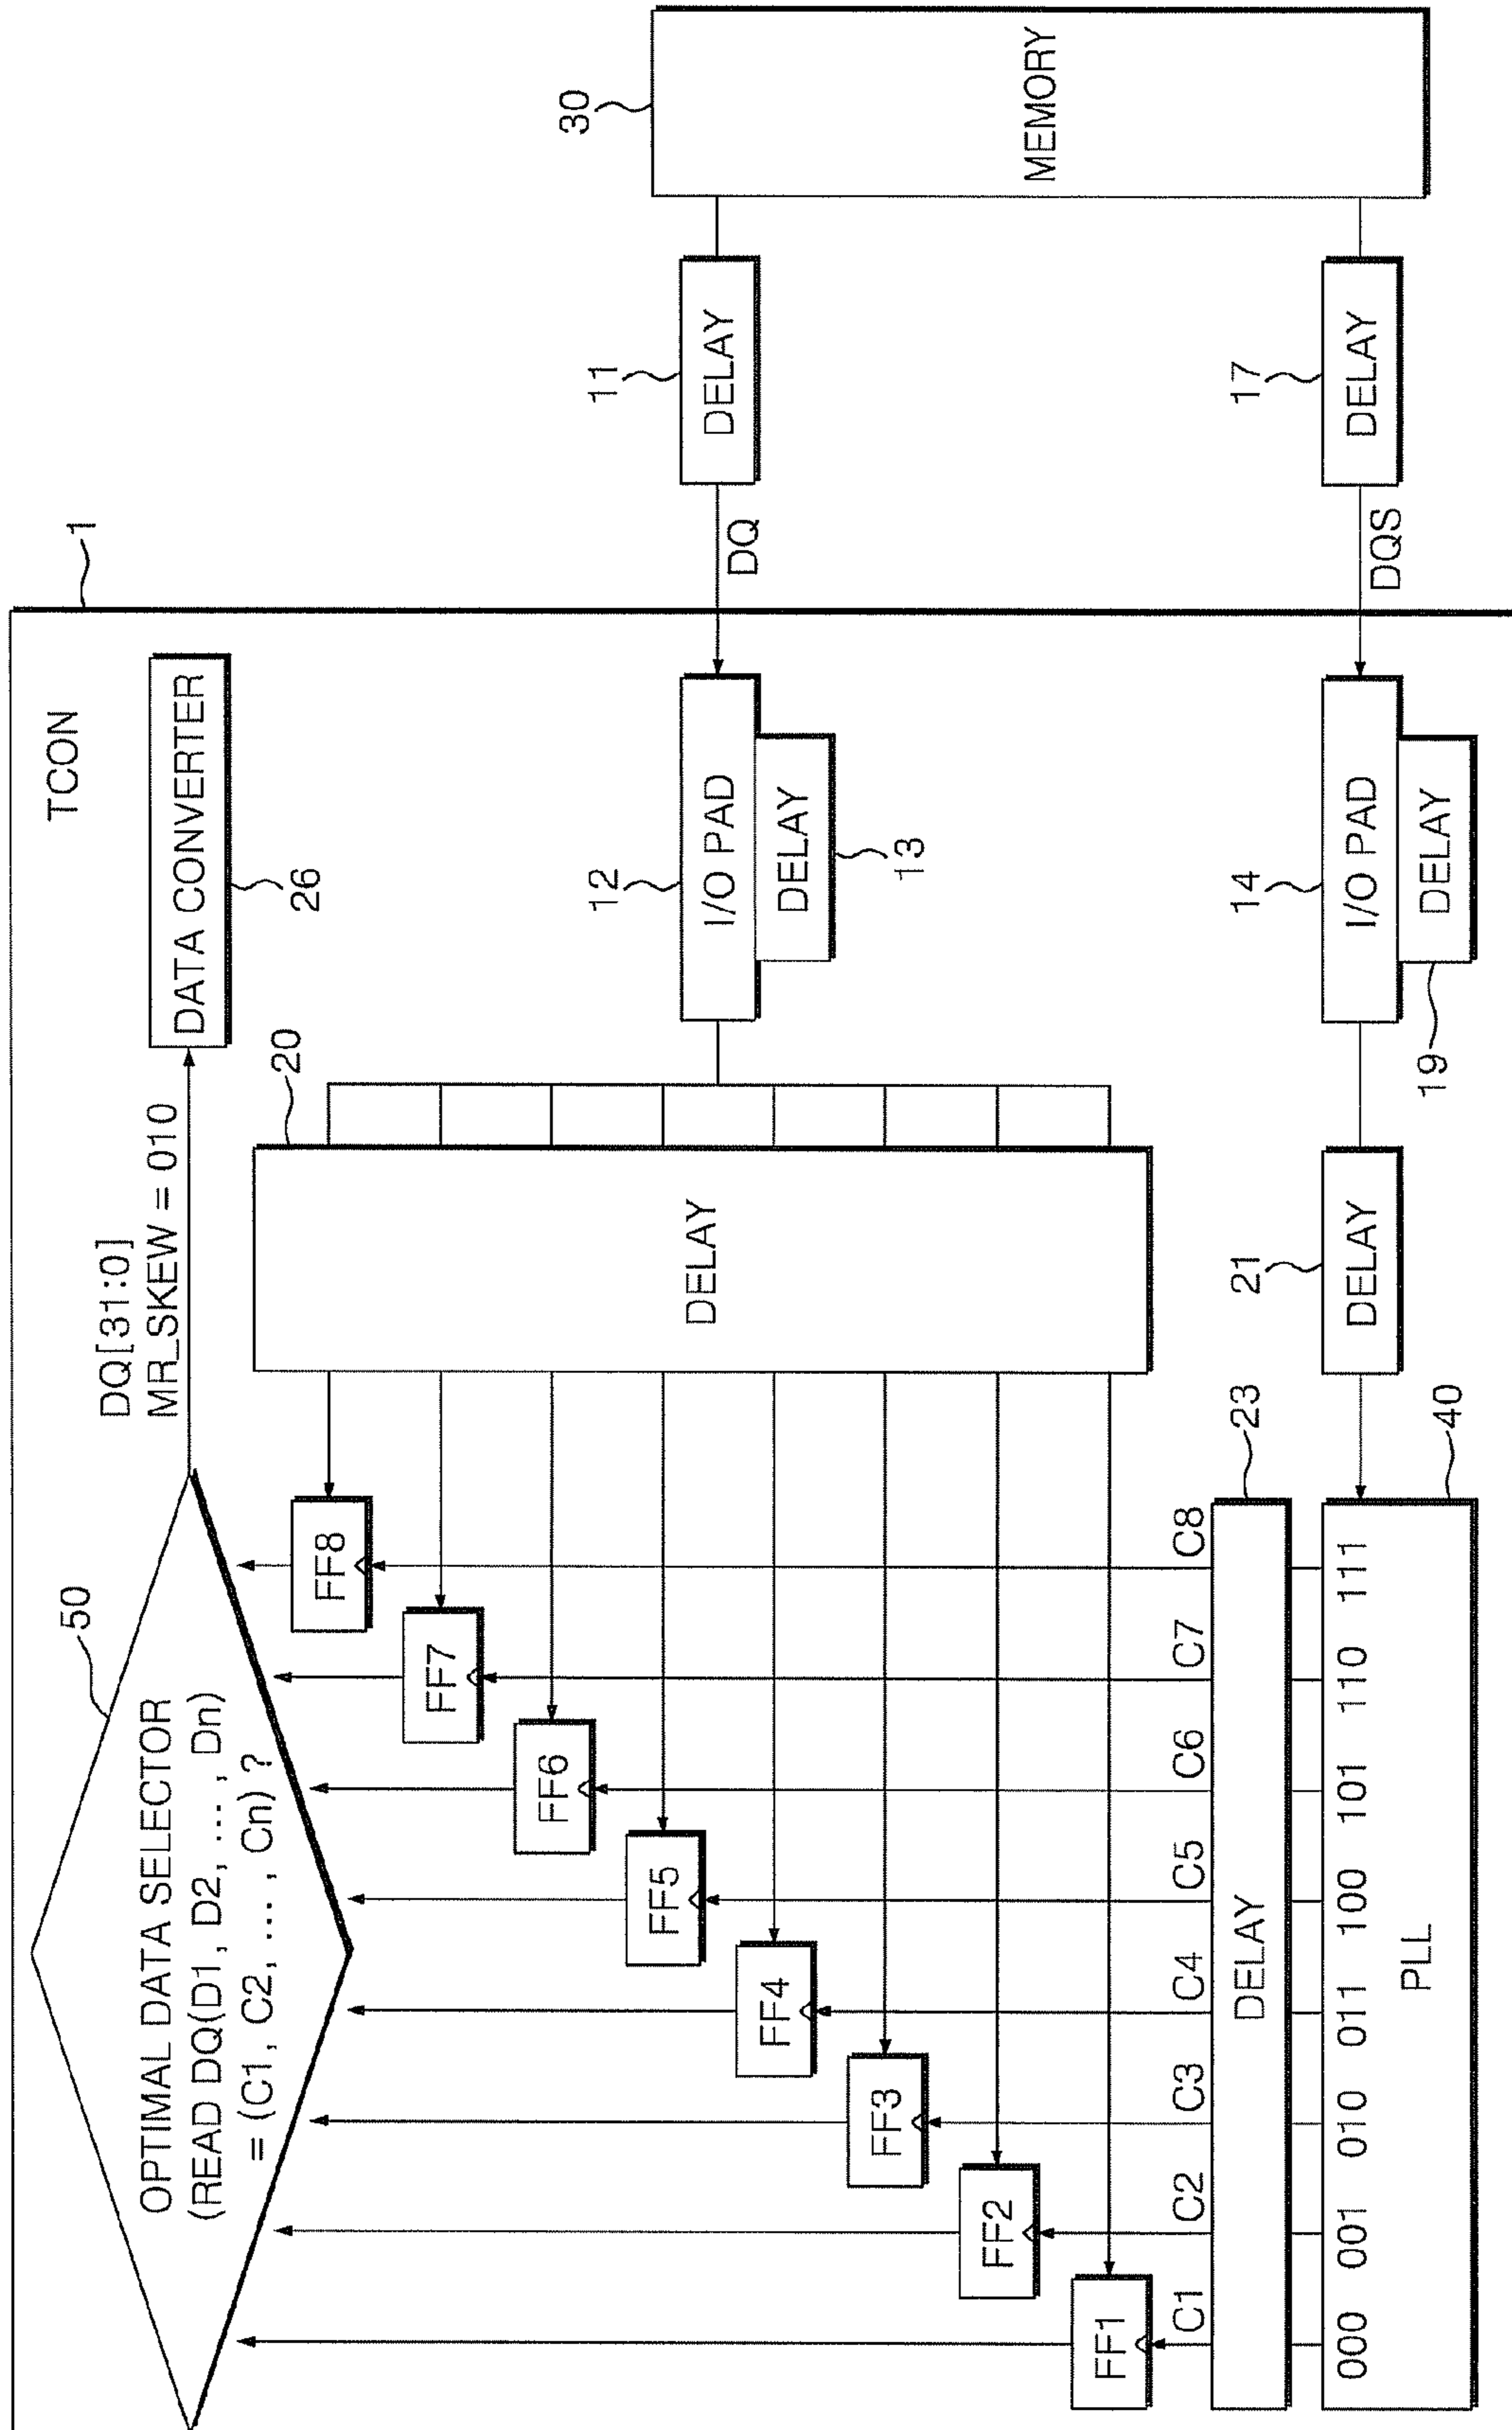 1
TCON
50
OPTIMAL DATA SELECTOR
(READ DQ(D1, D2, ... , Dn)
= (C1, C2, ... , Cn) ?
DQ[31:0]
MR_SKEW = 010
DATA CONVERTER
26
FF8
FF7
FF6
FF5
FF4
FF3
FF2
FF1
20
DELAY
12
I/O PAD
DELAY
13
DQ
11
DELAY
30
MEMORY
C1
C2
C3
C4
C5
C6
C7
C8
23
DELAY
000
001
010
011
100
101
110
111
PLL
40
21
DELAY
14
I/O PAD
DELAY
19
DQS
17
DELAY